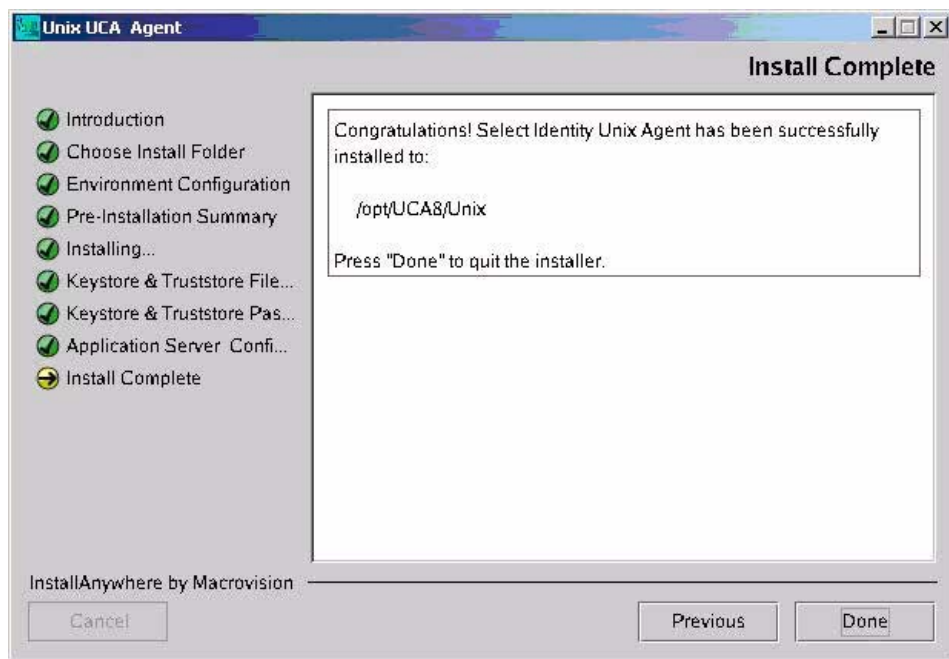 Unix UCA Agent
Install Complete
Introduction
Choose Install Folder
Environment Configuration
Pre-Installation Summary
Installing...
Keystore & Truststore File...
Keystore & Truststore Pas...
Application Server Confi...
Install Complete
Congratulations! Select Identity Unix Agent has been successfully
installed to:
/opt/UCA8/Unix
Press "Done" to quit the installer.
InstallAnywhere by Macrovision
Cancel
Previous
Done